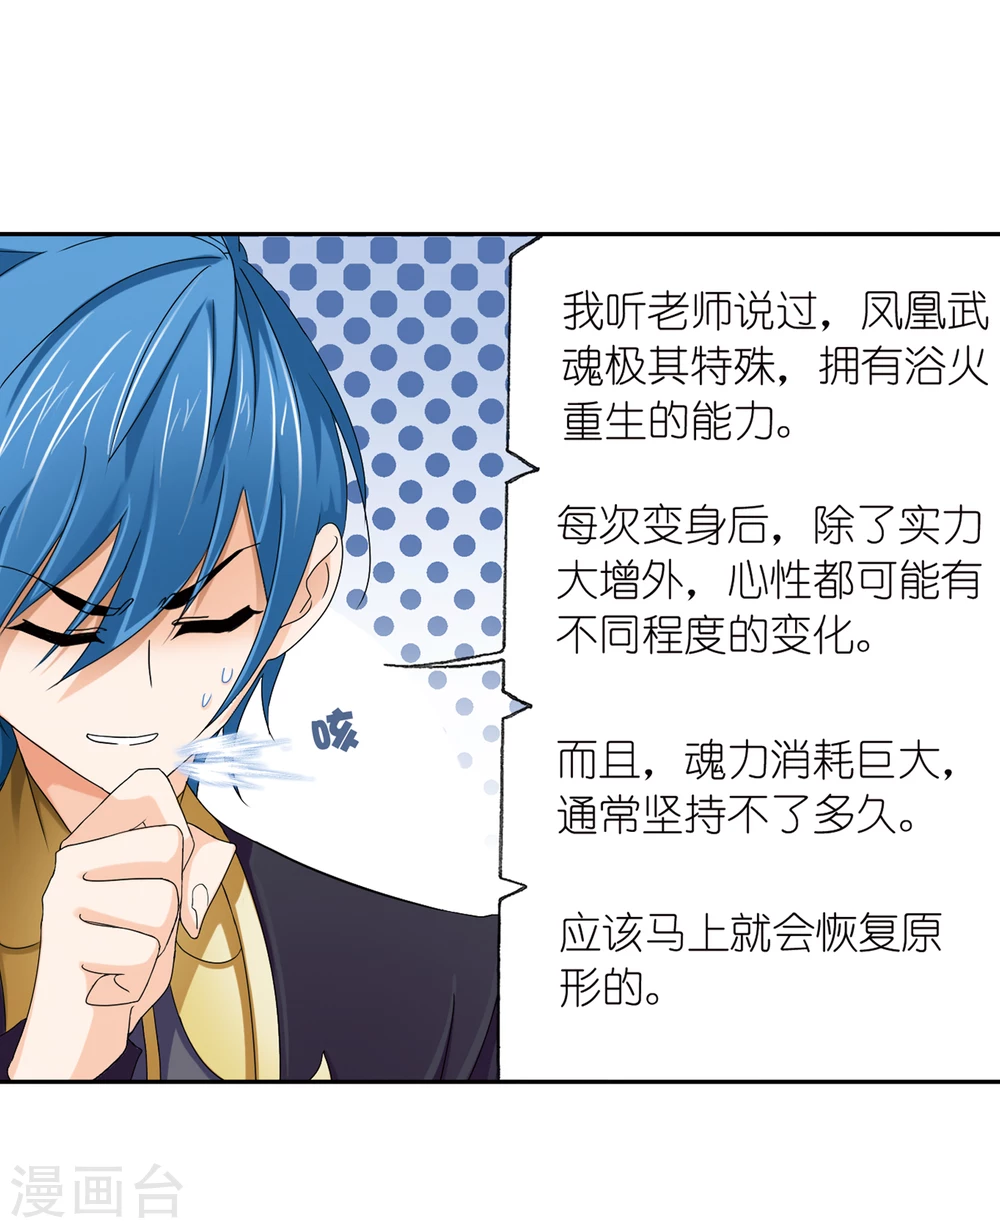 我听老师说过，凤凰武
魂极其特殊，拥有浴火
重生的能力。
每次变身后，除了实力
大增外，心性都可能有
不同程度的变化。
咳
而且，魂力消耗巨大，
通常坚持不了多久。
应该马上就会恢复原
形的。
漫画台